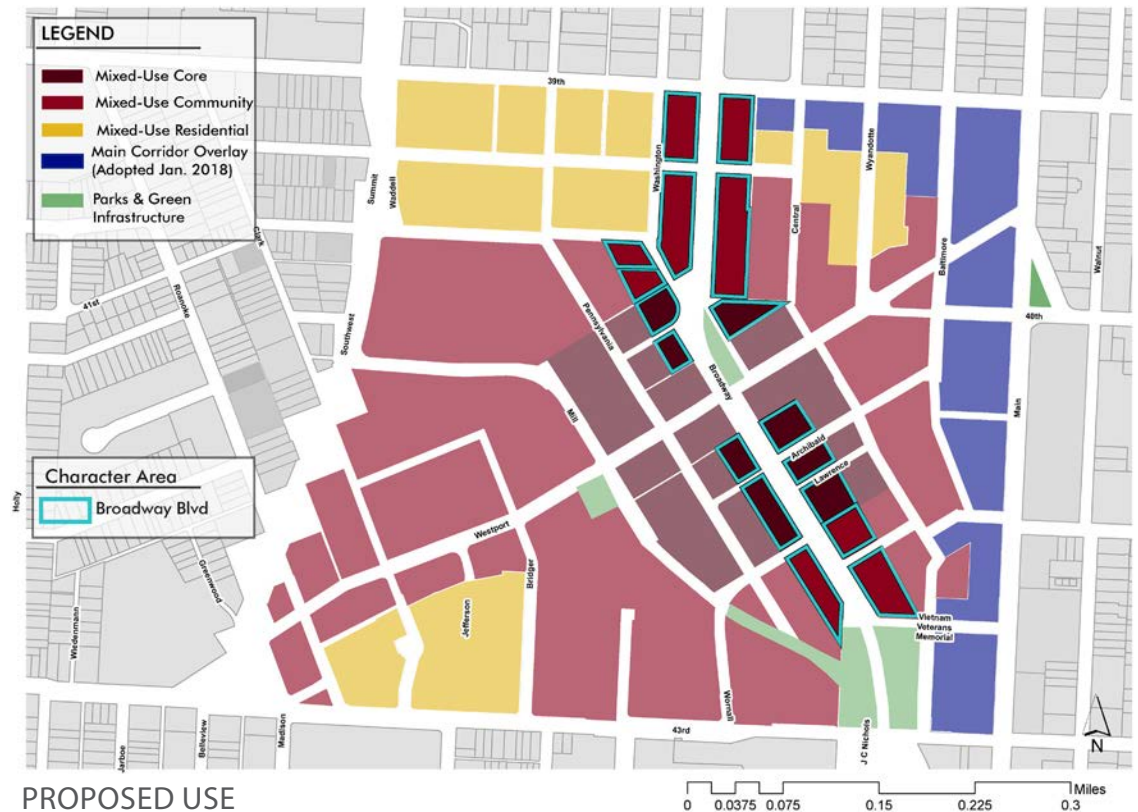 LEGEND
Mixed-Use Core
Mixed-Use Community
Mixed-Use Residential
Main Corridor Overlay
(Adopted Jan. 2018)
Parks & Green
Infrastructure
39th
Summit
Waddell
Washington
Wyandotte
Central
Clark
Baltimore
Walnut
41st
Roanoke
Southwest
Pennsylvania
40th
Broadway
Main
Mill
Archibald
Lawrence
Character Area
Broadway Blvd
Holly
Westport
Greenwood
Bridger
Jefferson
Wiedenmann
Vietnam
Veterans
Memorial
Wornall
Madison
43rd
J C Nichols
Belleview
Jarboe
N
PROPOSED USE
Miles
0 0.0375 0.075 0.15 0.225 0.3